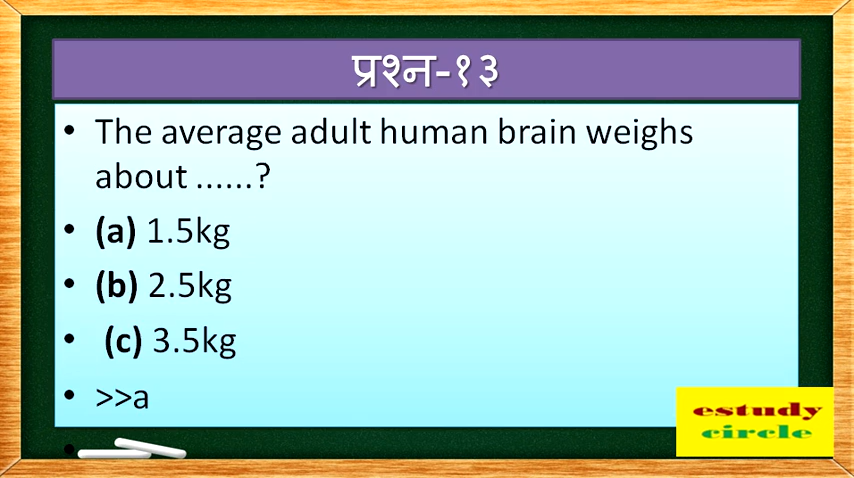 प्रश्न-१३
• The average adult human brain weighs
about ......?
• (a) 1.5kg
• (b) 2.5kg
• (c) 3.5kg
• >>a
•
estudy
circle